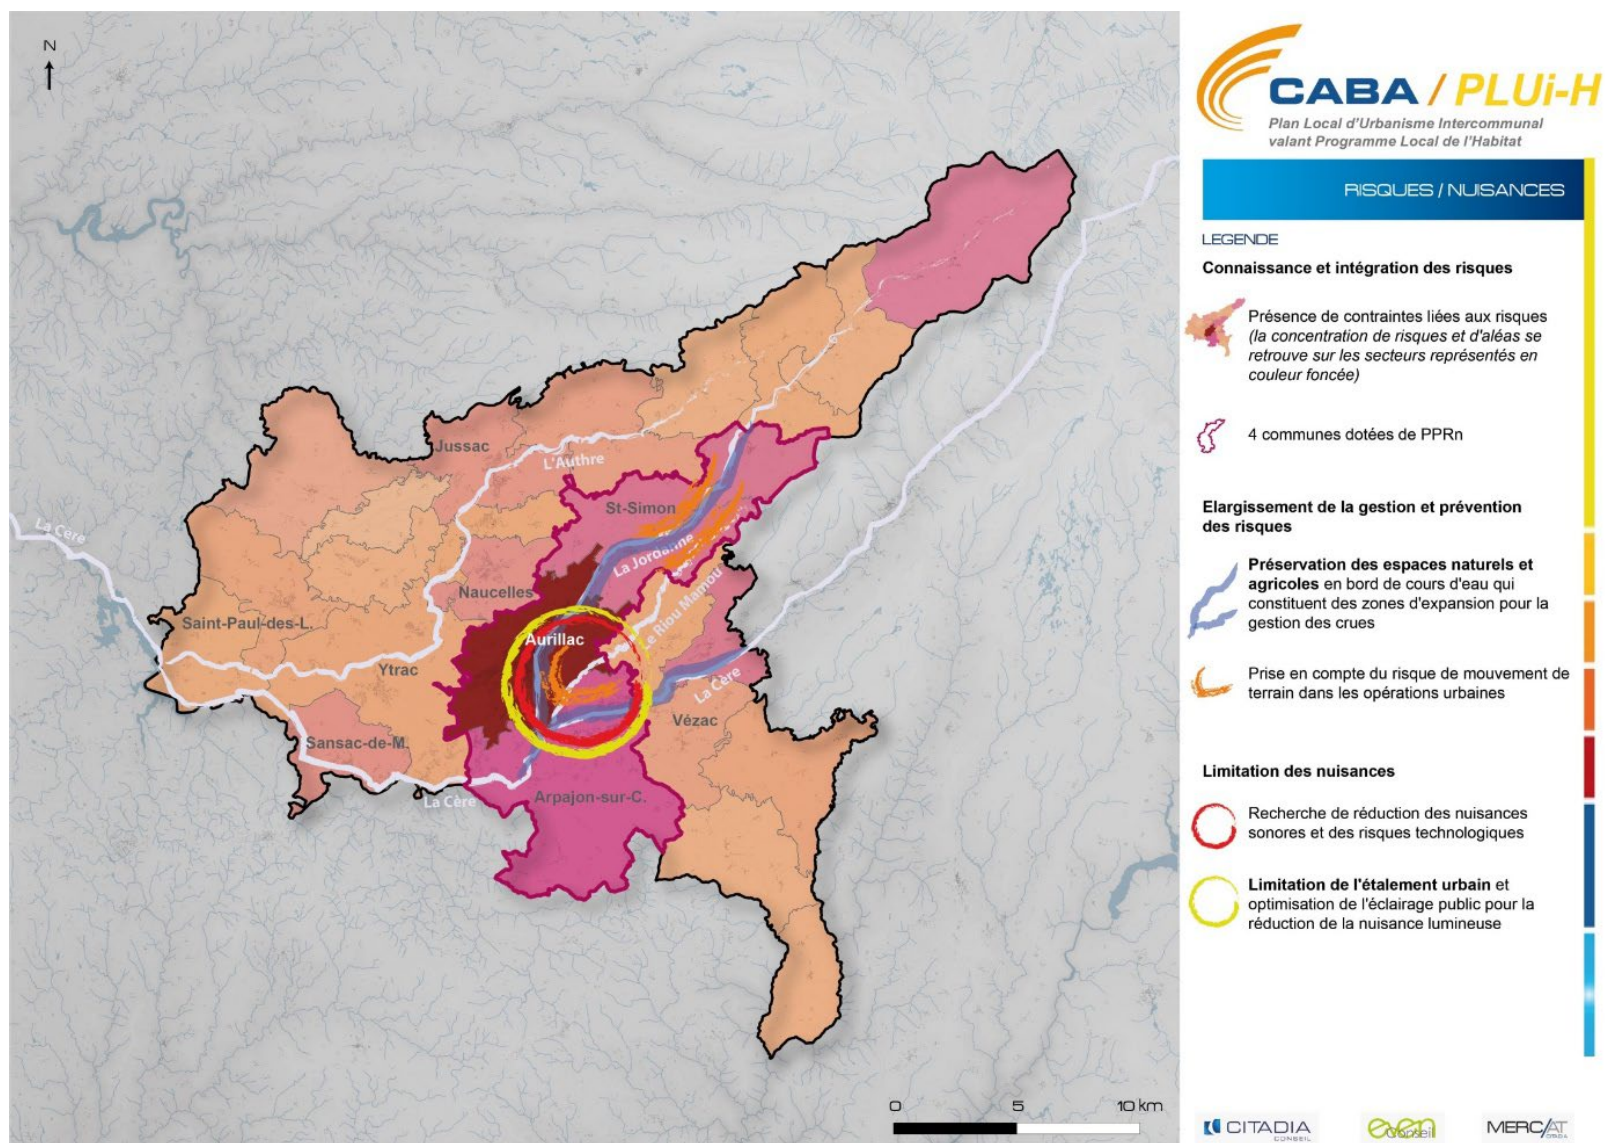 N
CABA / PLUi-H
Plan Local d'Urbanisme Intercommunal
valant Programme Local de l'Habitat
RISQUES / NUISANCES
LEGENDE
Connaissance et intégration des risques
Présence de contraintes liées aux risques
(la concentration de risques et d'aléas se
retrouve sur les secteurs représentés en
couleur foncée)
4 communes dotées de PPRn
Elargissement de la gestion et prévention
des risques
Préservation des espaces naturels et
agricoles en bord de cours d'eau qui
constituent des zones d'expansion pour la
gestion des crues
Prise en compte du risque de mouvement de
terrain dans les opérations urbaines
Limitation des nuisances
Recherche de réduction des nuisances
sonores et des risques technologiques
Limitation de l'étalement urbain et
optimisation de l'éclairage public pour la
réduction de la nuisance lumineuse
Jussac
L'Authre
St-Simon
La Cère
La Jordanne
Naucelles
Le Riou Mamou
Saint-Paul-des-L.
Aurillac
Ytrac
La Cère
Vézac
Sansac-de-M.
La Cère
Arpajon-sur-C.
0 5 10 km
CITADIA
CONSEIL
even
Conseil
MERC/AT